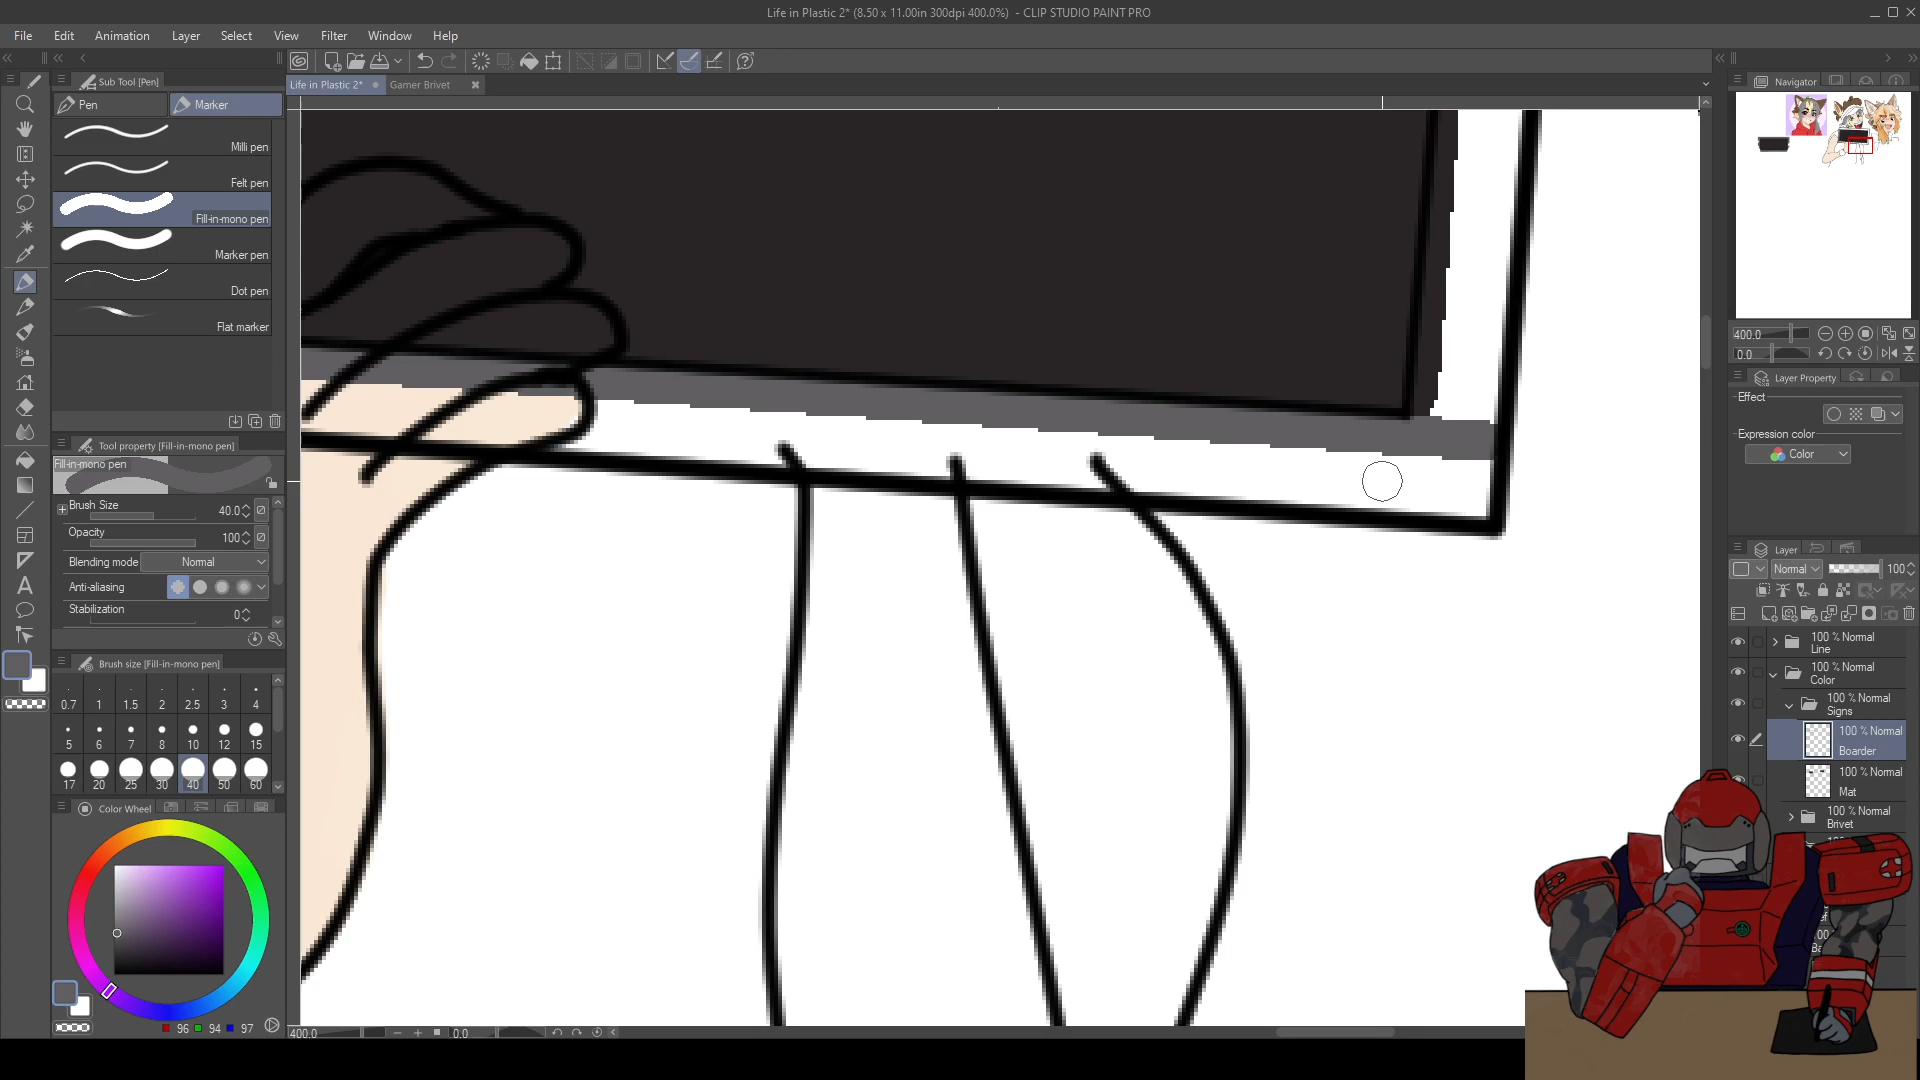 Life in Plastic 2* (8.50 x 11.00in 300dpi 400.0%)  - CLIP STUDIO PAINT PRO
File Edit Animation Layer Select View Filter Window Help
Sub Tool [Pen]
Life in Plastic 2*
Gamer Brivet
Navigator
Pen
Marker
Milli pen
Felt pen
Fill-in-mono pen
Marker pen
Dot pen
Flat marker
400.0
0.0
Layer Property
Effect
Expression color
Color
Tool property [Fill-in-mono pen]
Fill-in-mono pen
Brush Size 40.0
Opacity 100
Blending mode Normal
Anti-aliasing
Stabilization 0
Brush size [Fill-in-mono pen]
0.7 1 1.5 2 2.5 3 4
5 6 7 8 10 12 15
17 20 25 30 40 50 60
Color Wheel
96 94 97
Layer
Normal 100
100 % Normal
Line
100 % Normal
Color
100 % Normal
Signs
100 % Normal
Boarder
100 % Normal
Mat
100 % Normal
Brivet
400.0 0.0